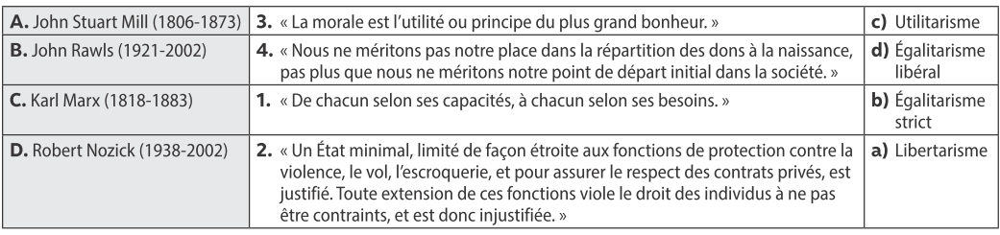 A. John Stuart Mill (1806-1873) 3. « La morale est l'utilité ou principe du plus grand bonheur. » c) Utilitarisme
B. John Rawls (1921-2002) 4. « Nous ne méritons pas notre place dans la répartition des dons à la naissance, d) Égalitarisme
pas plus que nous ne méritons notre point de départ initial dans la société. » libéral
C. Karl Marx (1818-1883) 1. « De chacun selon ses capacités, à chacun selon ses besoins. » b) Égalitarisme
strict
D. Robert Nozick (1938-2002) 2. « Un État minimal, limité de façon étroite aux fonctions de protection contre la a) Libertarisme
violence, le vol, l'escroquerie, et pour assurer le respect des contrats privés, est
justifié. Toute extension de ces fonctions viole le droit des individus à ne pas
être contraints, et est donc injustifiée. »